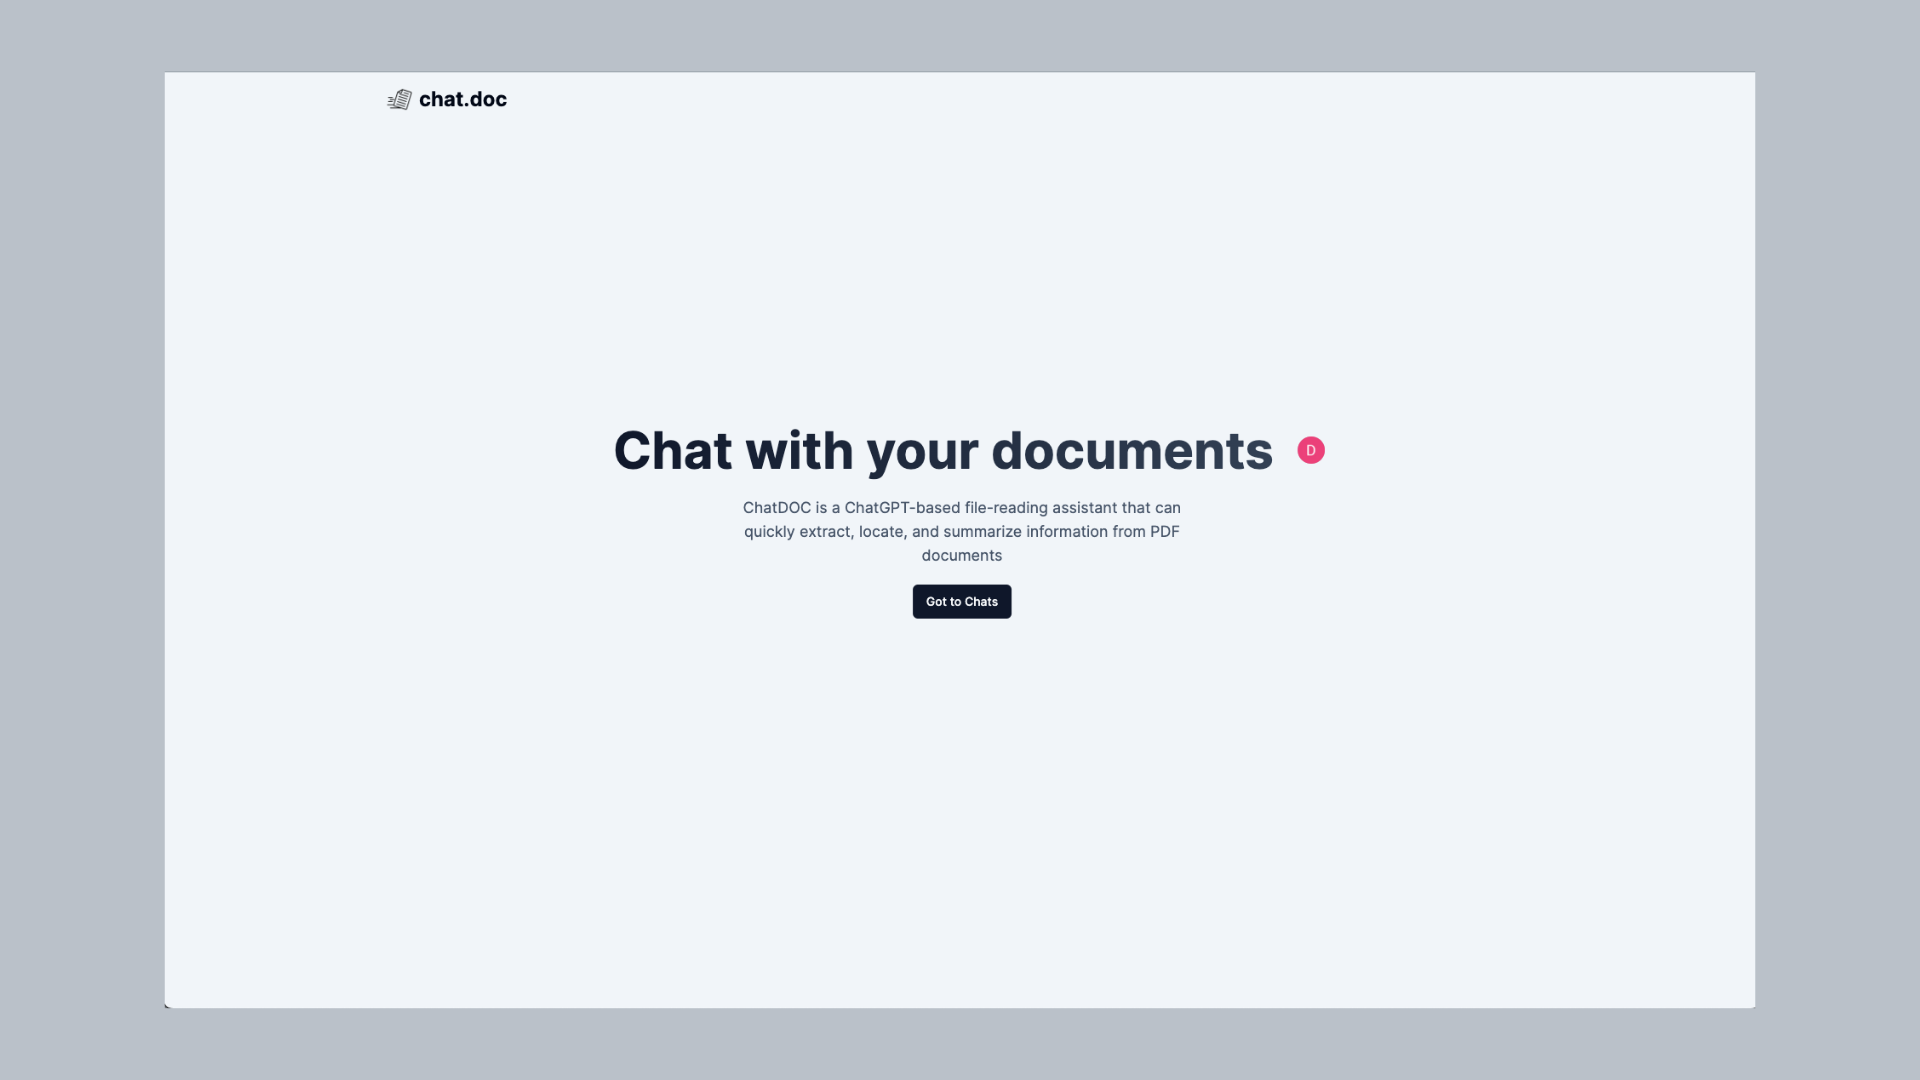 chat.doc
Chat with your documents D
ChatDOC is a ChatGPT-based file-reading assistant that can
quickly extract, locate, and summarize information from PDF
documents
Got to Chats